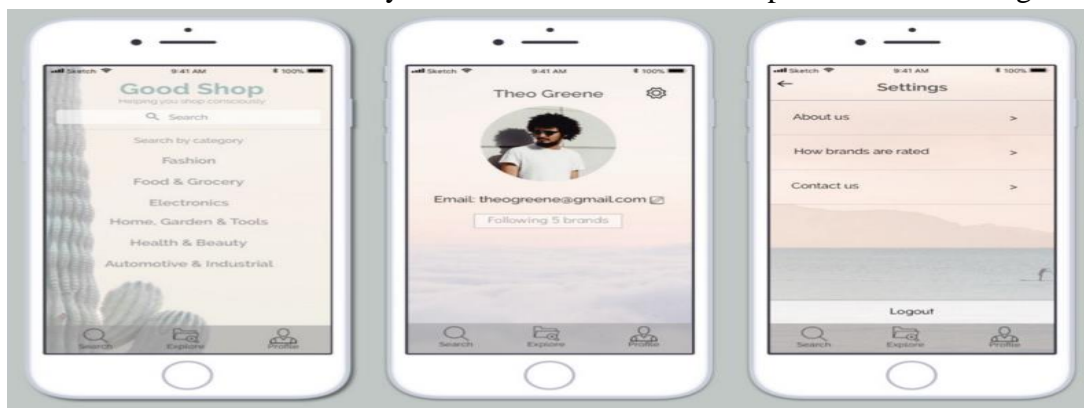 Sketch 9:41 AM 100%
Good Shop
Helping you shop consciously
Search
Search by category
Fashion
Food & Grocery
Electronics
Home, Garden & Tools
Health & Beauty
Automotive & Industrial
Search Explore Profile
Sketch 9:41 AM 100%
Theo Greene
Email: theogreene@gmail.com
Following 5 brands
Search Explore Profile
Sketch 9:41 AM 100%
← Settings
About us >
How brands are rated >
Contact us >
Logout
Search Explore Profile